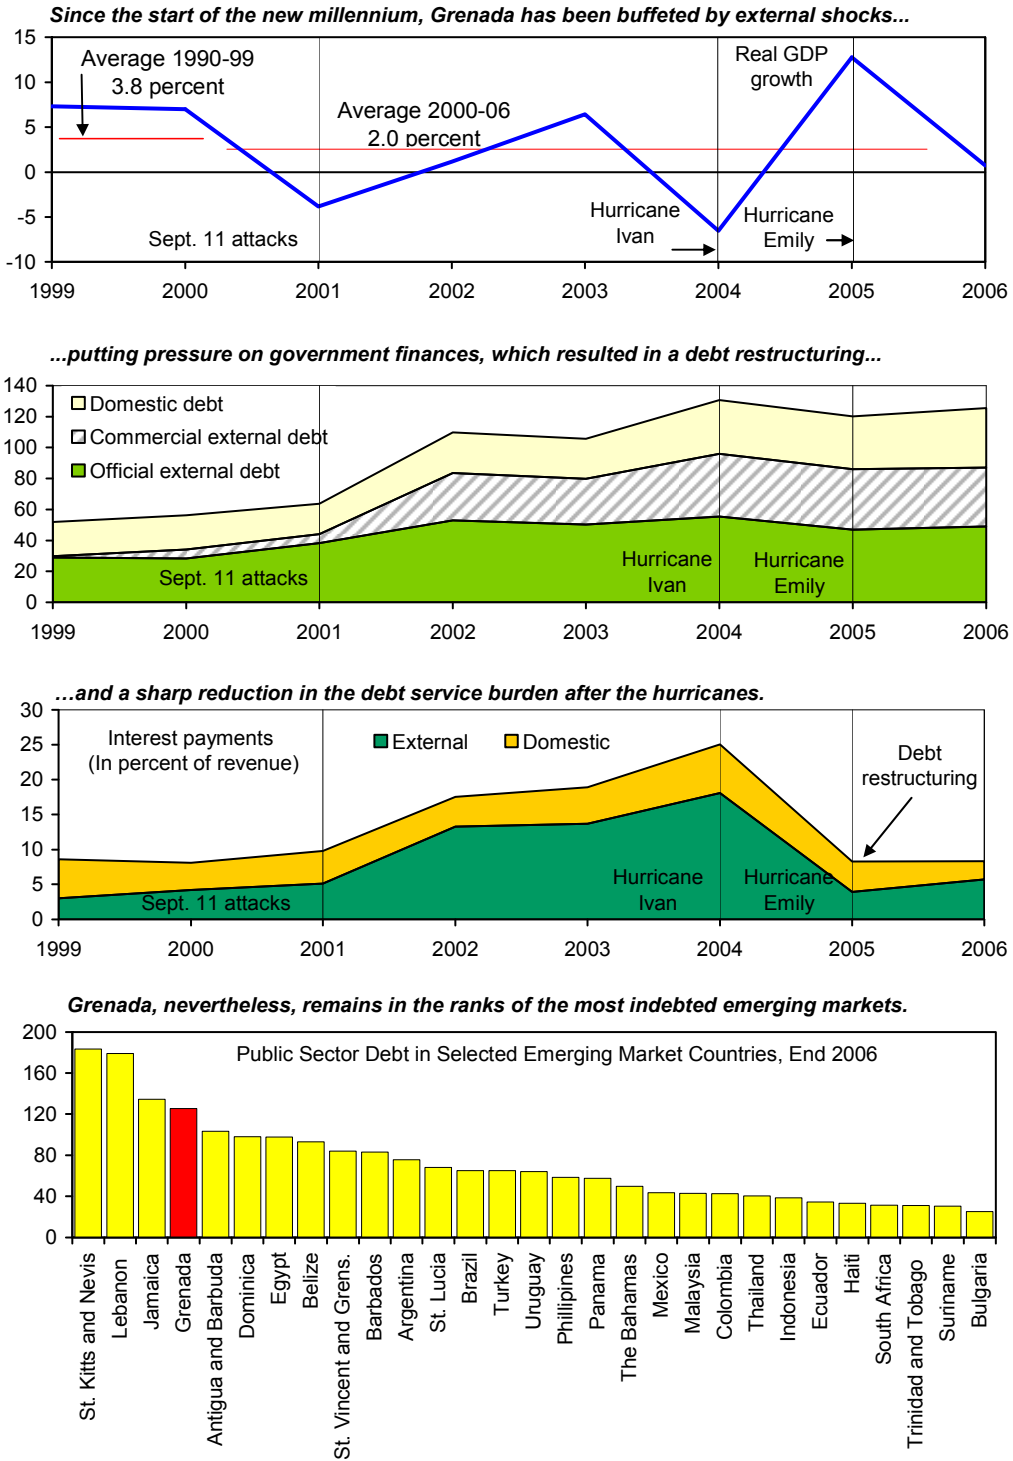 Since the start of the new millennium, Grenada has been buffeted by external shocks...
15
10
5
0
-5
-10
Average 1990-99
3.8 percent
Average 2000-06
2.0 percent
Real GDP
growth
Sept. 11 attacks
Hurricane
Ivan
Hurricane
Emily
1999 2000 2001 2002 2003 2004 2005 2006
...putting pressure on government finances, which resulted in a debt restructuring...
140
120
100
80
60
40
20
0
Domestic debt
Commercial external debt
Official external debt
Sept. 11 attacks
Hurricane
Ivan
Hurricane
Emily
1999 2000 2001 2002 2003 2004 2005 2006
…and a sharp reduction in the debt service burden after the hurricanes.
30
25
20
15
10
5
0
Interest payments
(In percent of revenue)
External Domestic
Debt
restructuring
Sept. 11 attacks
Hurricane
Ivan
Hurricane
Emily
1999 2000 2001 2002 2003 2004 2005 2006
Grenada, nevertheless, remains in the ranks of the most indebted emerging markets.
200
160
120
80
40
0
Public Sector Debt in Selected Emerging Market Countries, End 2006
St. Kitts and Nevis
Lebanon
Jamaica
Grenada
Antigua and Barbuda
Dominica
Egypt
Belize
St. Vincent and Grens.
Barbados
Argentina
St. Lucia
Brazil
Turkey
Uruguay
Phillipines
Panama
The Bahamas
Mexico
Malaysia
Colombia
Thailand
Indonesia
Ecuador
Haiti
South Africa
Trinidad and Tobago
Suriname
Bulgaria